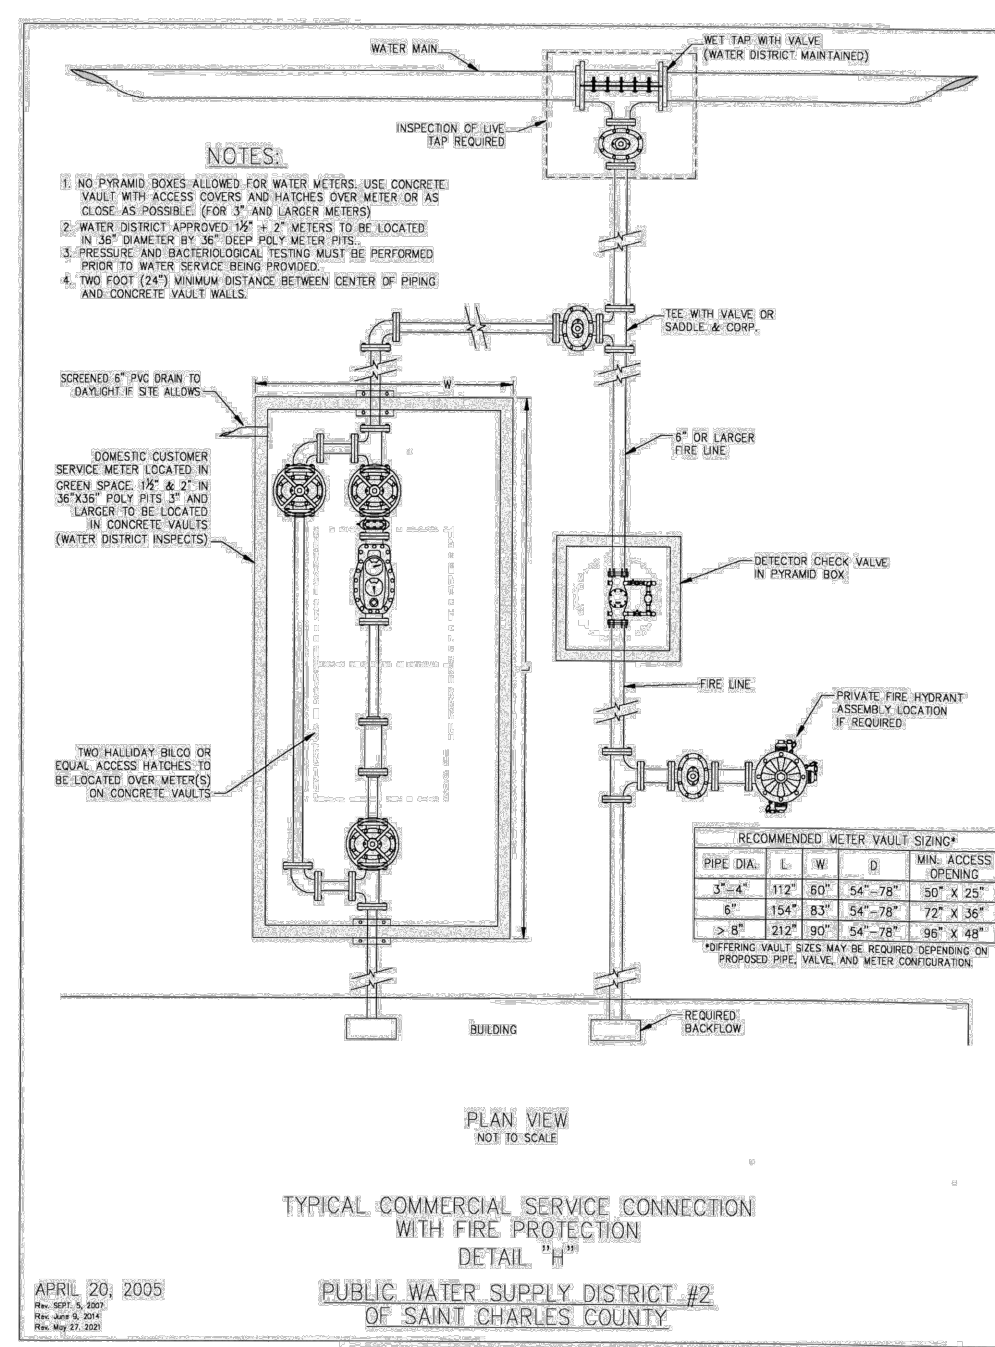 WATER MAIN
WET TAP WITH VALVE
(WATER DISTRICT MAINTAINED)
INSPECTION OF LIVE
TAP REQUIRED
NOTES:
1. NO PYRAMID BOXES ALLOWED FOR WATER METERS. USE CONCRETE
VAULT WITH ACCESS COVERS AND HATCHES OVER METER OR AS
CLOSE AS POSSIBLE. (FOR 3" AND LARGER METERS)
2. WATER DISTRICT APPROVED 1½" + 2" METERS TO BE LOCATED
IN 36" DIAMETER BY 36" DEEP POLY METER PITS.
3. PRESSURE AND BACTERIOLOGICAL TESTING MUST BE PERFORMED
PRIOR TO WATER SERVICE BEING PROVIDED.
4. TWO FOOT (24") MINIMUM DISTANCE BETWEEN CENTER OF PIPING
AND CONCRETE VAULT WALLS.
TEE WITH VALVE OR
SADDLE & CORP.
SCREENED 6" PVC DRAIN TO
DAYLIGHT IF SITE ALLOWS
W
6" OR LARGER
FIRE LINE
DOMESTIC CUSTOMER
SERVICE METER LOCATED IN
GREEN SPACE. 1½" & 2" IN
36"X36" POLY PITS 3" AND
LARGER TO BE LOCATED
IN CONCRETE VAULTS
(WATER DISTRICT INSPECTS)
DETECTOR CHECK VALVE
IN PYRAMID BOX
L
FIRE LINE
PRIVATE FIRE HYDRANT
ASSEMBLY LOCATION
IF REQUIRED
TWO HALLIDAY BILCO OR
EQUAL ACCESS HATCHES TO
BE LOCATED OVER METER(S)
ON CONCRETE VAULTS
RECOMMENDED METER VAULT SIZING*
PIPE DIA. L W D MIN. ACCESS OPENING
3"-4" 112" 60" 54"-78" 50" X 25"
6" 154" 83" 54"-78" 72" X 36"
> 8" 212" 90" 54"-78" 96" X 48"
*DIFFERING VAULT SIZES MAY BE REQUIRED DEPENDING ON
PROPOSED PIPE, VALVE, AND METER CONFIGURATION.
BUILDING
REQUIRED
BACKFLOW
PLAN VIEW
NOT TO SCALE
TYPICAL COMMERCIAL SERVICE CONNECTION
WITH FIRE PROTECTION
DETAIL "H"
PUBLIC WATER SUPPLY DISTRICT #2
OF SAINT CHARLES COUNTY
APRIL 20, 2005
Rev. SEPT. 5, 2007
Rev. June 9, 2014
Rev. May 27, 2021